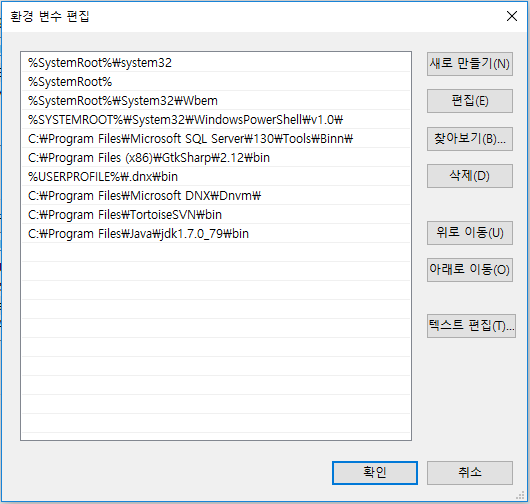 환경 변수 편집
%SystemRoot%₩system32
%SystemRoot%
%SystemRoot%₩System32₩Wbem
%SYSTEMROOT%₩System32₩WindowsPowerShell₩v1.0₩
C:₩Program Files₩Microsoft SQL Server₩130₩Tools₩Binn₩
C:₩Program Files (x86)₩GtkSharp₩2.12₩bin
%USERPROFILE%₩.dnx₩bin
C:₩Program Files₩Microsoft DNX₩Dnvm₩
C:₩Program Files₩TortoiseSVN₩bin
C:₩Program Files₩Java₩jdk1.7.0_79₩bin
새로 만들기(N)
편집(E)
찾아보기(B)...
삭제(D)
위로 이동(U)
아래로 이동(O)
텍스트 편집(T)...
확인
취소